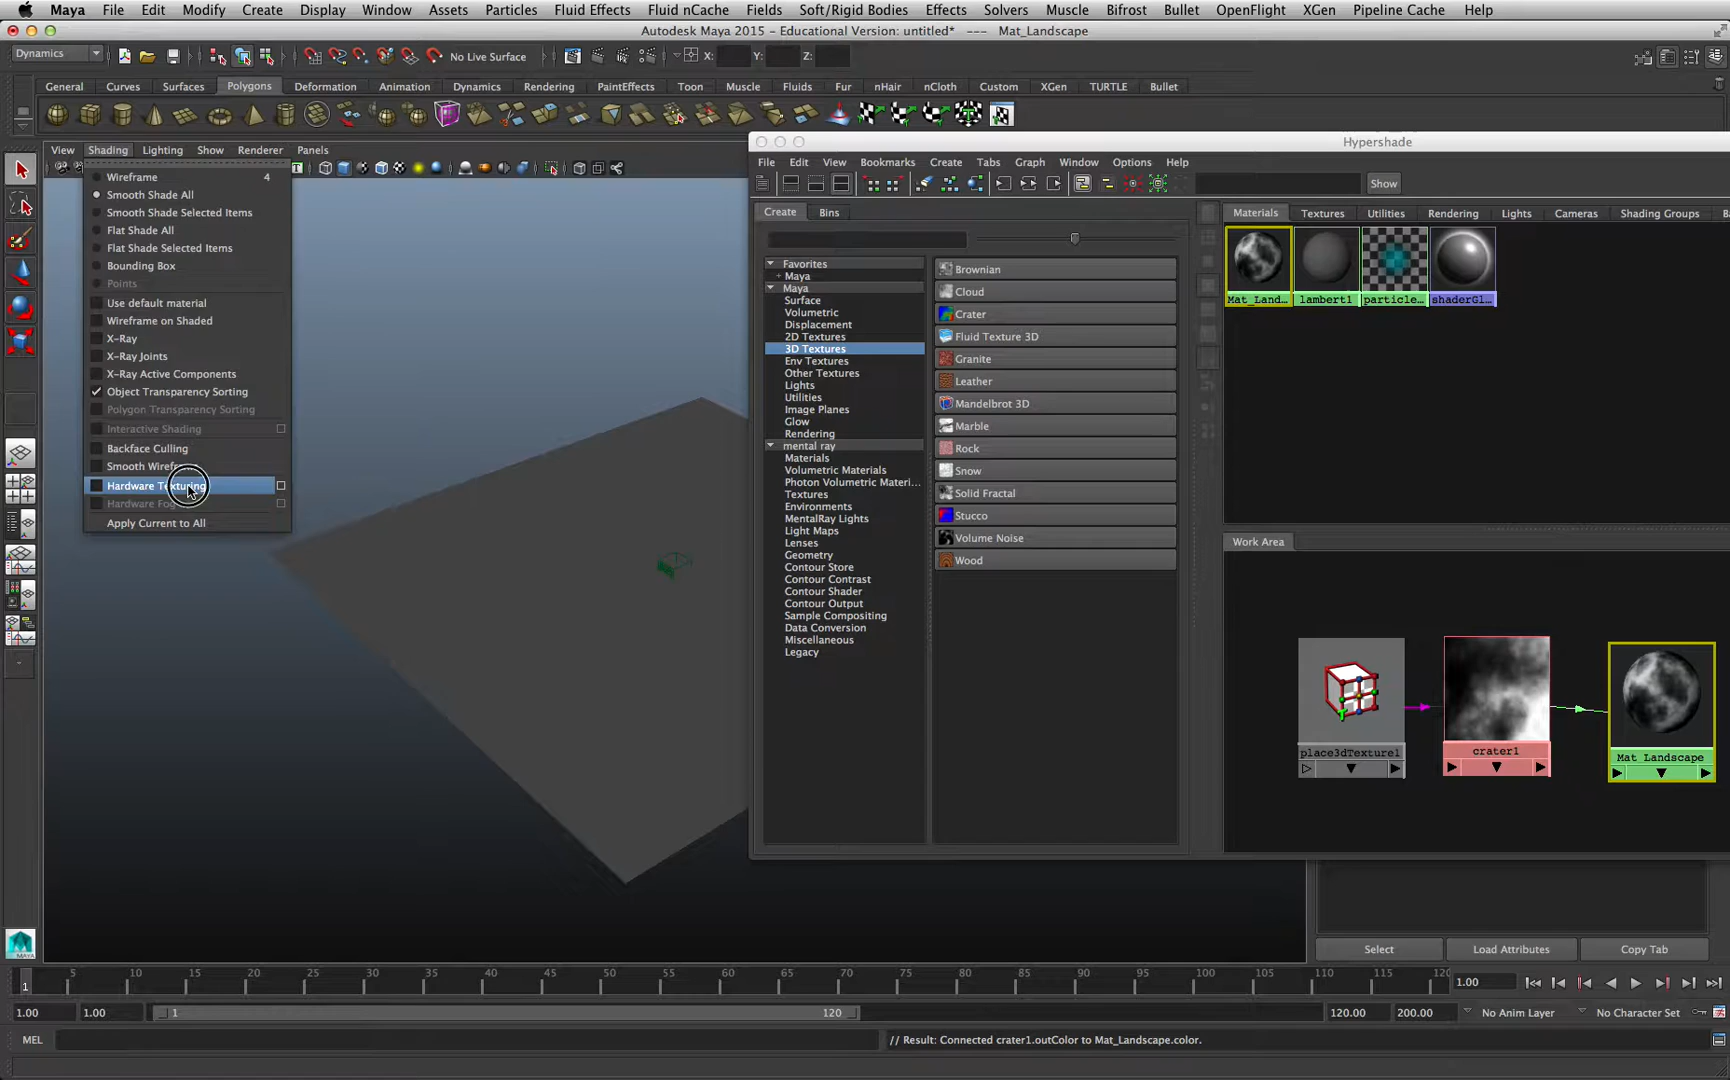 Maya File Edit Modify Create Display Window Assets Particles Fluid Effects Fluid nCache Fields Soft/Rigid Bodies Effects Solvers Muscle Bifrost Bullet OpenFlight XGen Pipeline Cache Help
Autodesk Maya 2015 - Educational Version: untitled* --- Mat_Landscape
Dynamics No Live Surface X: Y: Z:
General Curves Surfaces Polygons Deformation Animation Dynamics Rendering PaintEffects Toon Muscle Fluids Fur nHair nCloth Custom XGen TURTLE Bullet
View Shading Lighting Show Renderer Panels
Wireframe 4
Smooth Shade All
Smooth Shade Selected Items
Flat Shade All
Flat Shade Selected Items
Bounding Box
Points
Use default material
Wireframe on Shaded
X-Ray
X-Ray Joints
X-Ray Active Components
Object Transparency Sorting
Polygon Transparency Sorting
Interactive Shading
Backface Culling
Smooth Wirefr
Hardware Texturing
Hardware Fog
Apply Current to All
Hypershade
File Edit View Bookmarks Create Tabs Graph Window Options Help
Show
Create Bins
Favorites
+ Maya
Maya
Surface
Volumetric
Displacement
2D Textures
3D Textures
Env Textures
Other Textures
Lights
Utilities
Image Planes
Glow
Rendering
mental ray
Materials
Volumetric Materials
Photon Volumetric Materi...
Textures
Environments
MentalRay Lights
Light Maps
Lenses
Geometry
Contour Store
Contour Contrast
Contour Shader
Contour Output
Sample Compositing
Data Conversion
Miscellaneous
Legacy
Brownian
Cloud
Crater
Fluid Texture 3D
Granite
Leather
Mandelbrot 3D
Marble
Rock
Snow
Solid Fractal
Stucco
Volume Noise
Wood
Materials Textures Utilities Rendering Lights Cameras Shading Groups Ba
Mat_Land... lambert1 particle... shaderGl...
Work Area
place3dTexture1 crater1 Mat_Landscape
Select Load Attributes Copy Tab
MAYA
5 10 15 20 25 30 35 40 45 50 55 60 65 70 75 80 85 90 95 100 105 110 115 120
1 1.00
1.00 1.00 1 120 120.00 200.00 No Anim Layer No Character Set
MEL // Result: Connected crater1.outColor to Mat_Landscape.color.